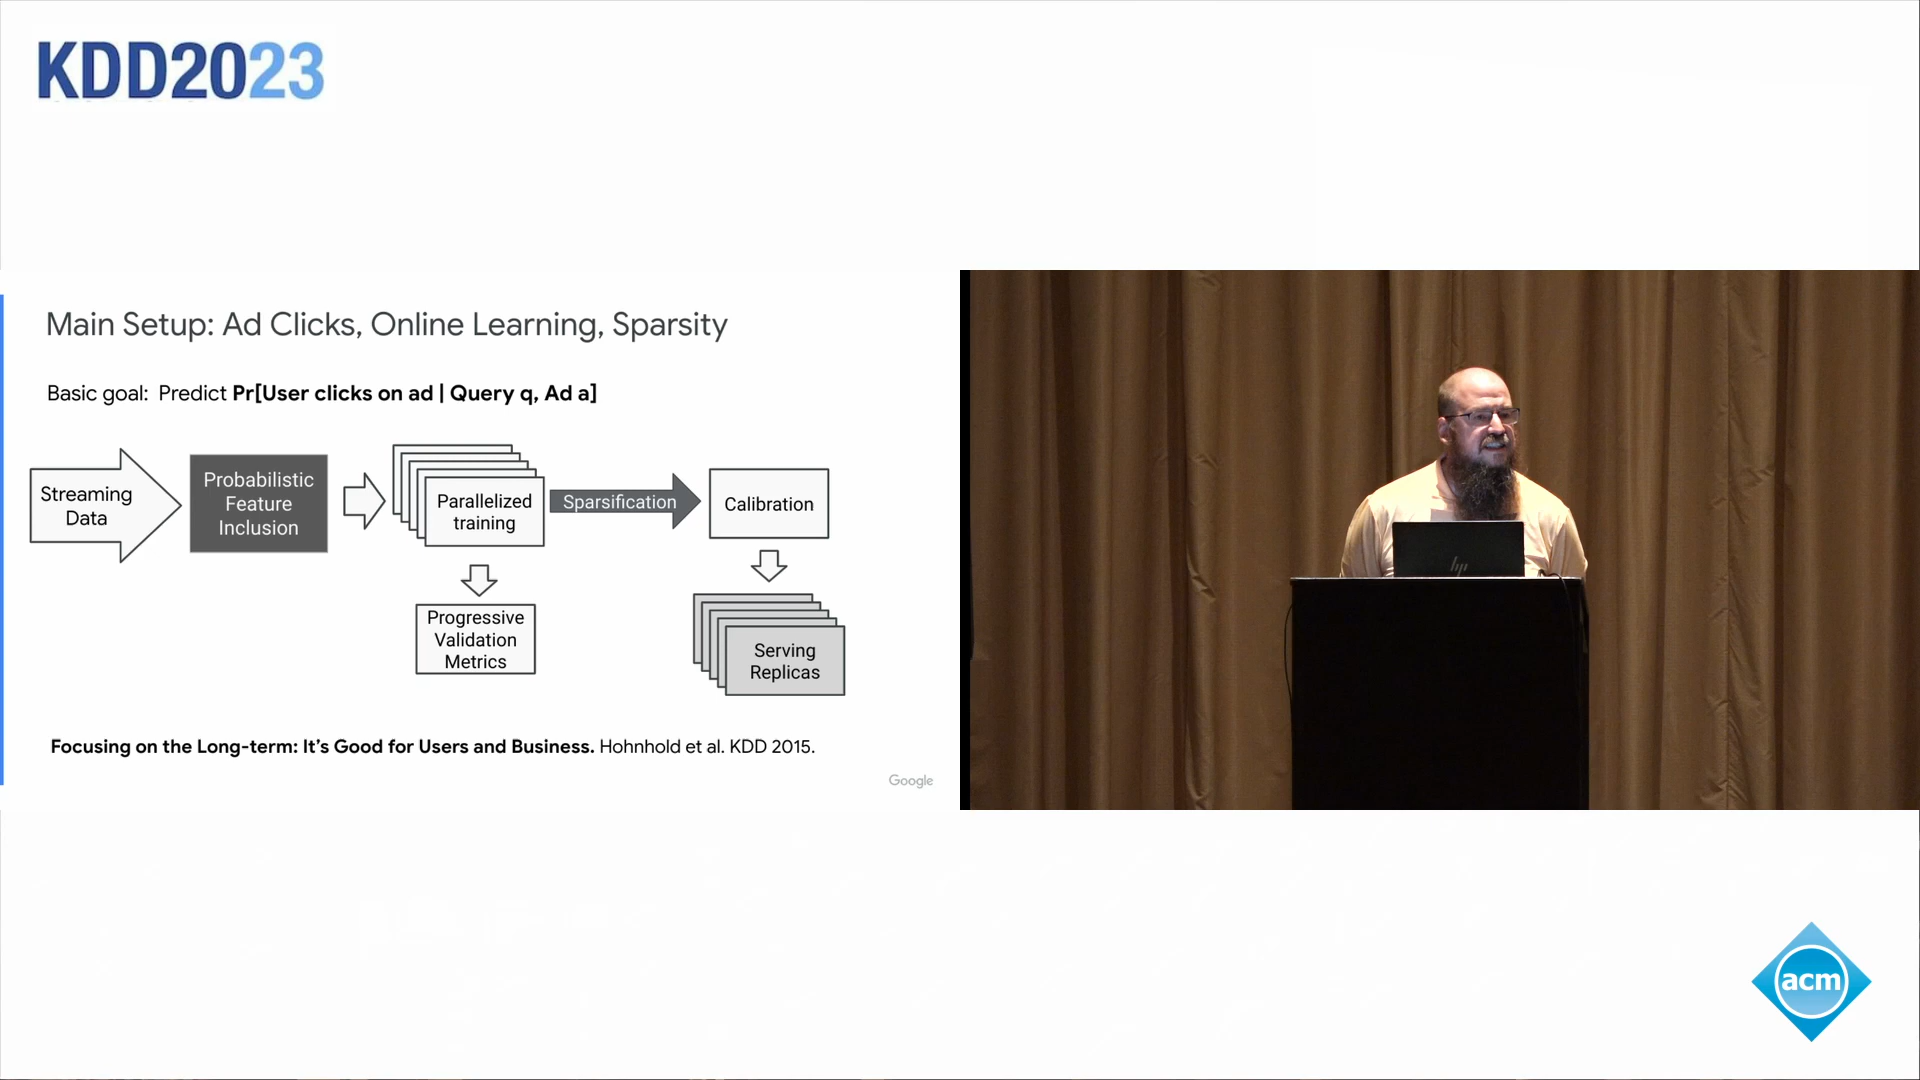 KDD2023
Main Setup: Ad Clicks, Online Learning, Sparsity
Basic goal: Predict Pr[User clicks on ad | Query q, Ad a]
Streaming
Data
Probabilistic
Feature
Inclusion
Parallelized
training
Sparsification
Calibration
Progressive
Validation
Metrics
Serving
Replicas
Focusing on the Long-term: It's Good for Users and Business. Hohnhold et al. KDD 2015.
Google
hp
acm